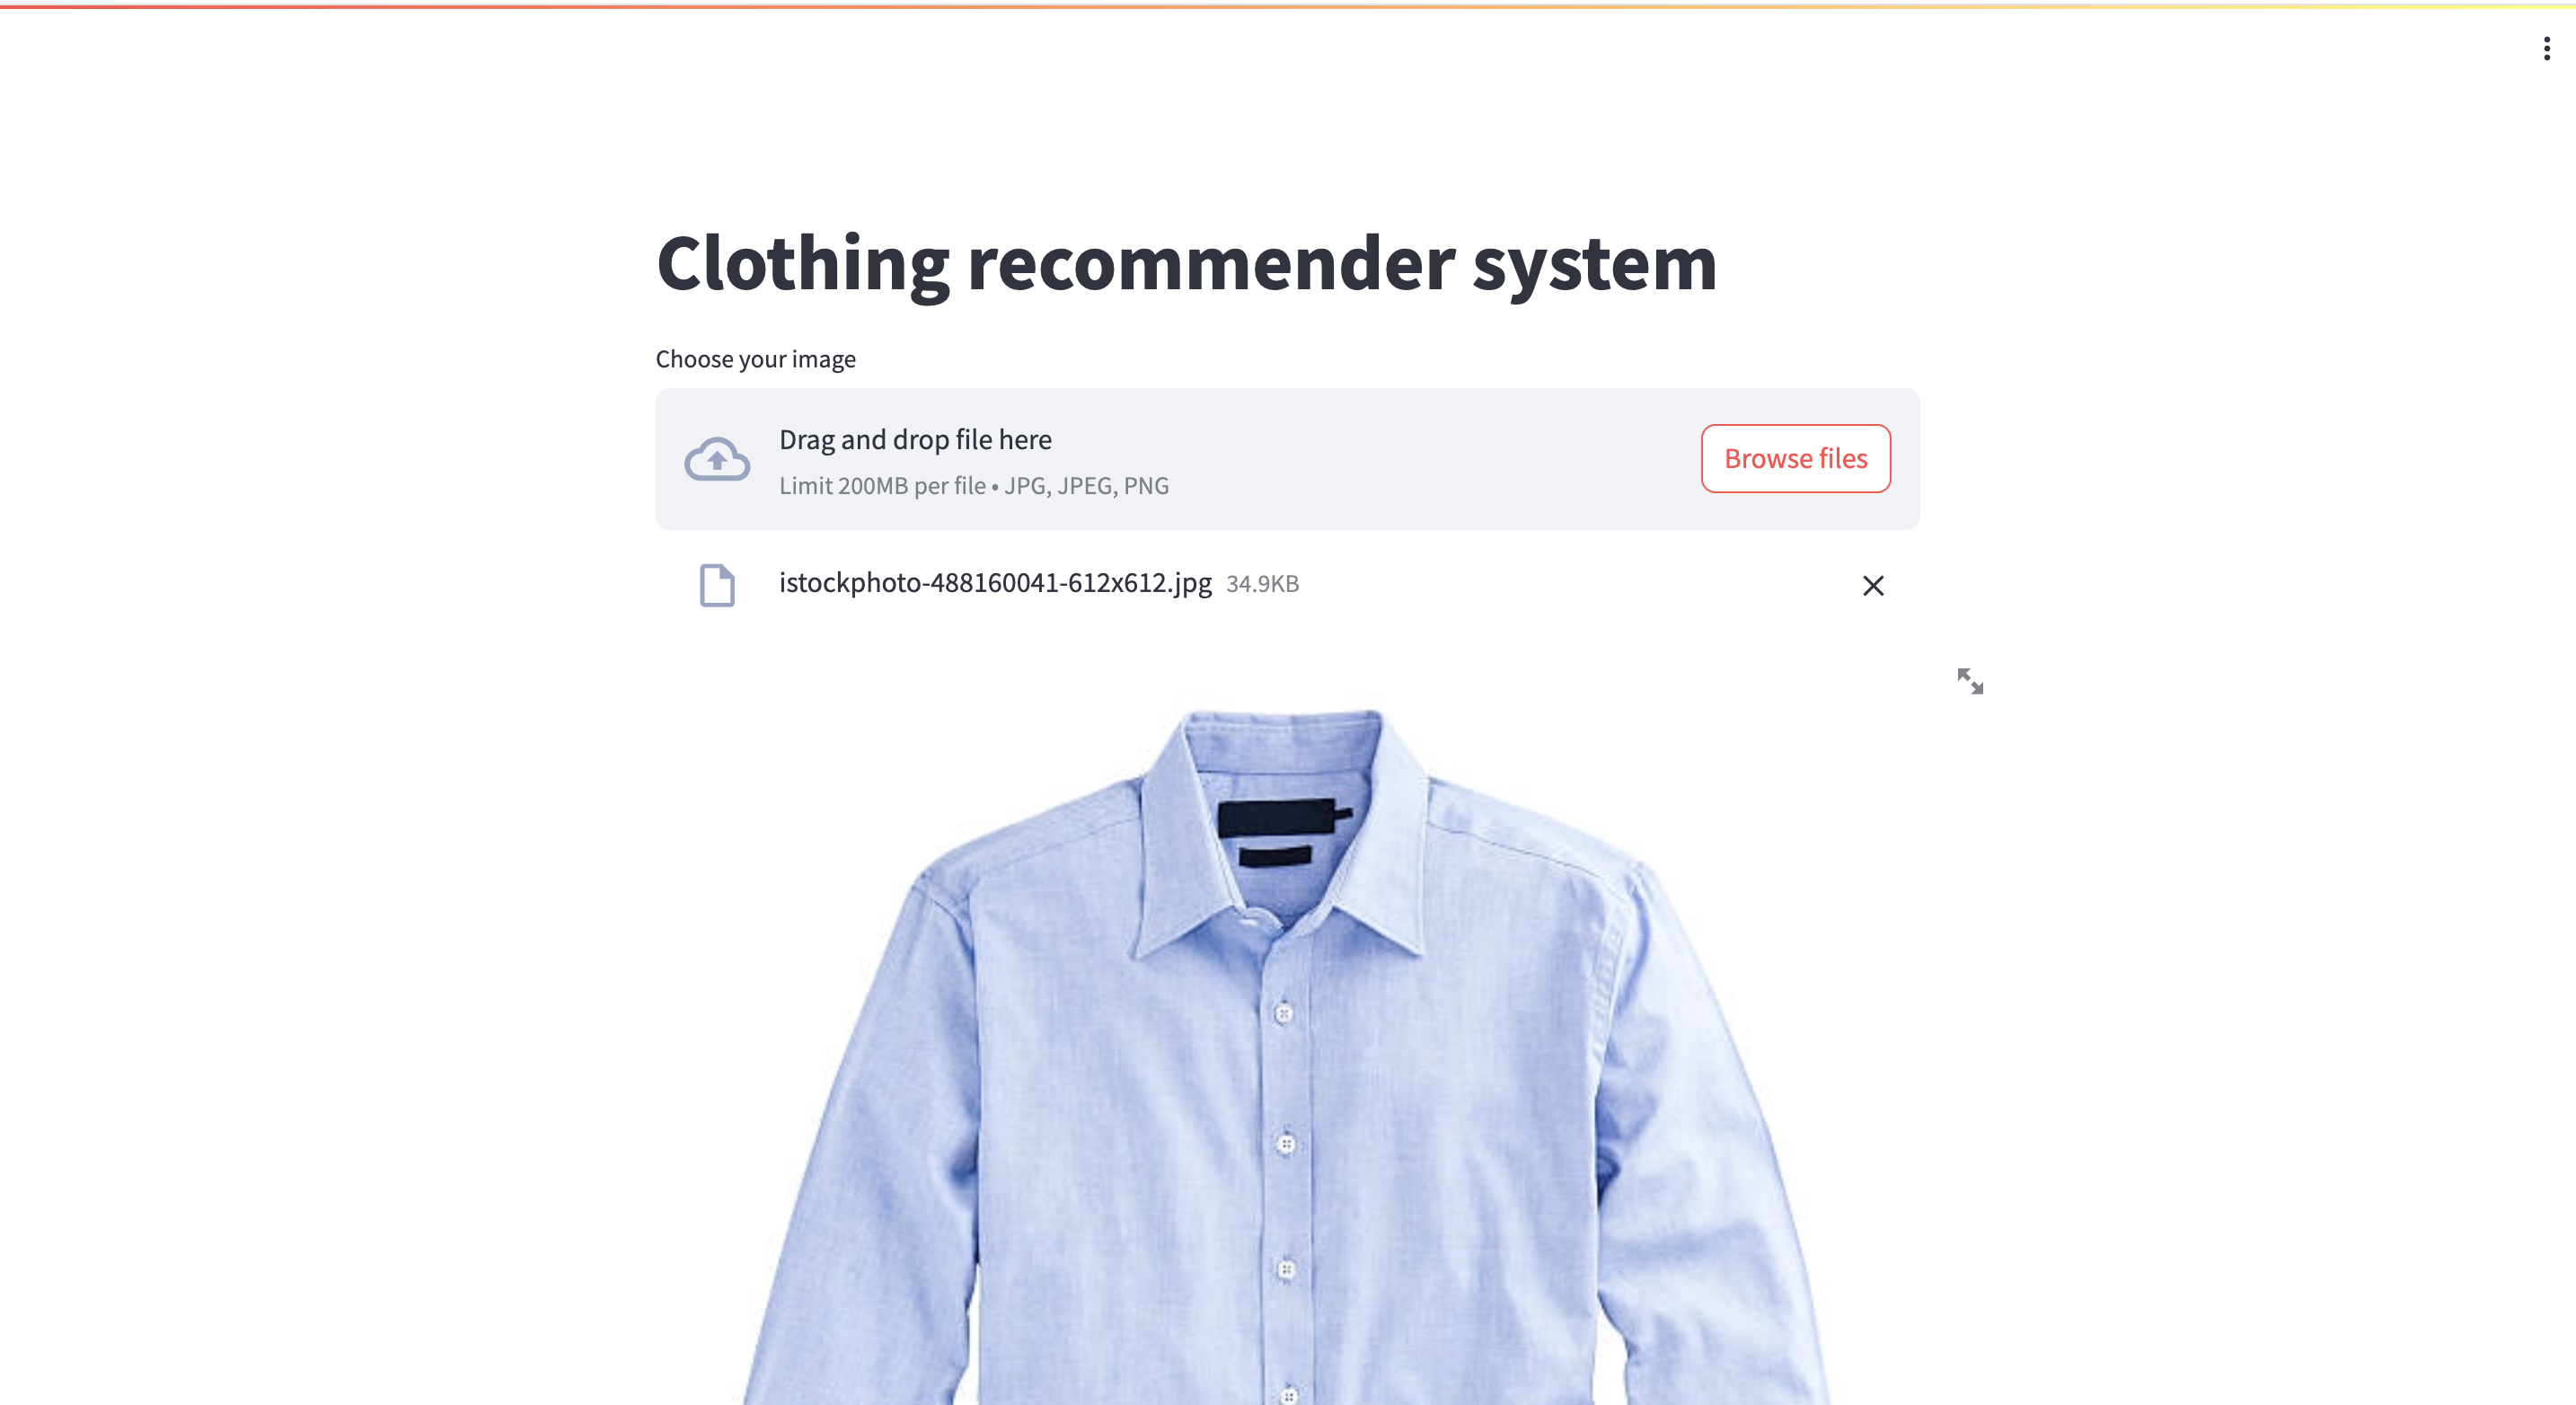 Clothing recommender system
Choose your image
Drag and drop file here
Limit 200MB per file • JPG, JPEG, PNG
Browse files
istockphoto-488160041-612x612.jpg 34.9KB